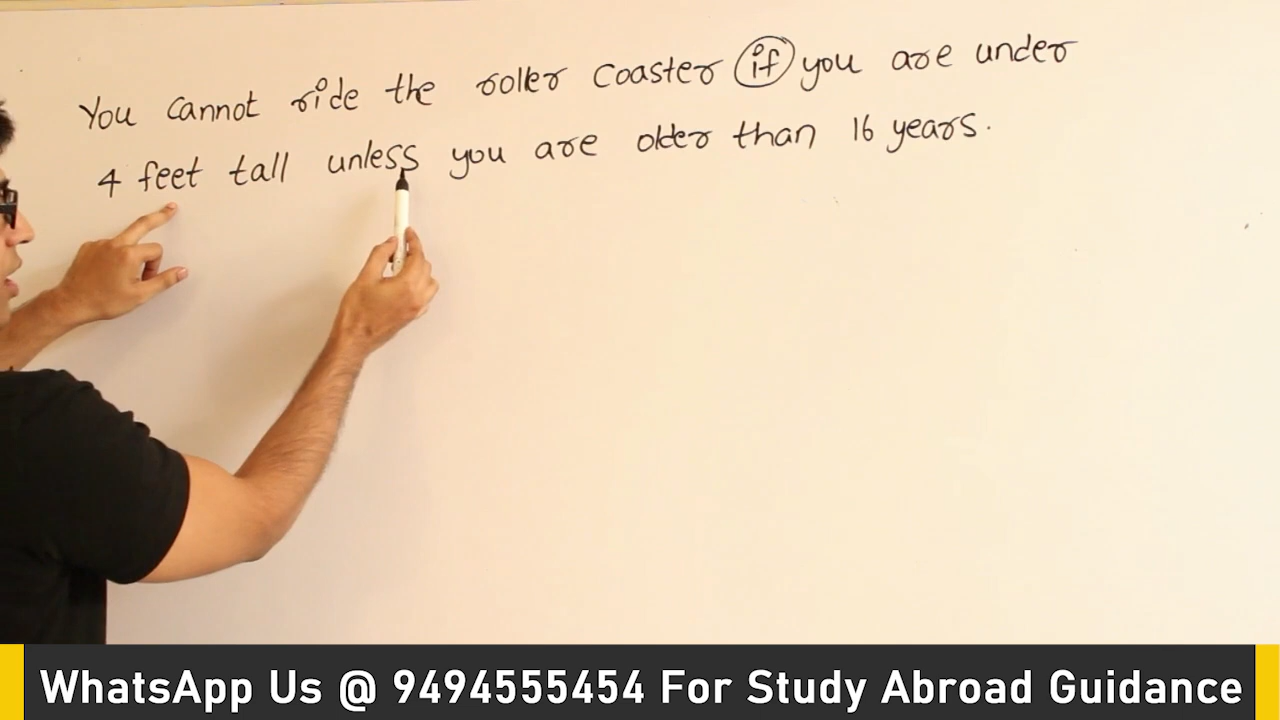 You cannot ride the roller coaster if you are under
4 feet tall unless you are older than 16 years.
WhatsApp Us @ 9494555454 For Study Abroad Guidance